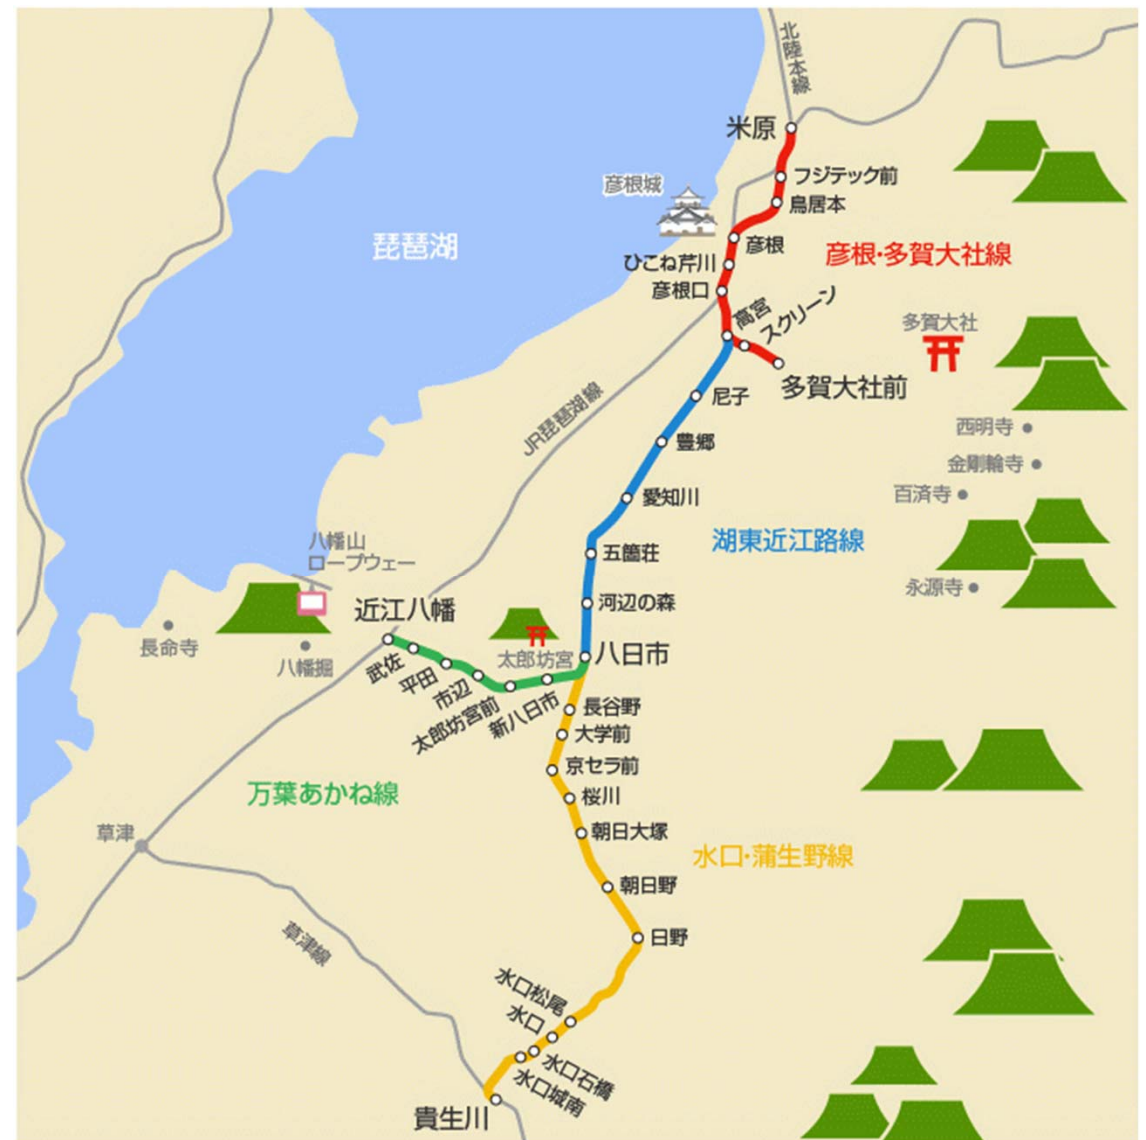 北陸本線
米原
フジテック前
鳥居本
彦根城
彦根
彦根・多賀大社線
琵琶湖
ひこね芹川
彦根口
高宮
スクリーン
多賀大社
多賀大社前
JR琵琶湖線
尼子
西明寺
豊郷
金剛輪寺
百済寺
愛知川
湖東近江路線
八幡山
ロープウェー
五箇荘
永源寺
河辺の森
近江八幡
長命寺
八幡掘
太郎坊宮
八日市
武佐
平田
市辺
太郎坊宮前
新八日市
長谷野
大学前
京セラ前
万葉あかね線
桜川
草津
朝日大塚
水口・蒲生野線
朝日野
草津線
日野
水口松尾
水口
水口石橋
水口城南
貴生川